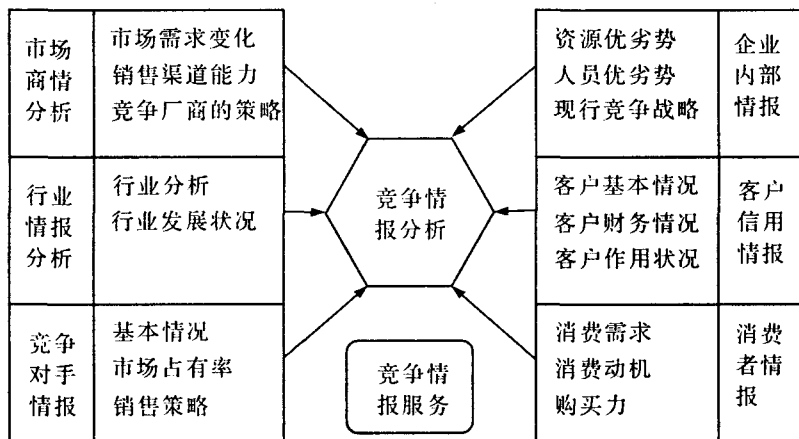 市场
商情
分析
市场需求变化
销售渠道能力
竞争厂商的策略
行业
情报
分析
行业分析
行业发展状况
竞争
对手
情报
基本情况
市场占有率
销售策略
竞争情
报分析
竞争情
报服务
资源优劣势
人员优劣势
现行竞争战略
企业
内部
情报
客户基本情况
客户财务情况
客户作用状况
客户
信用
情报
消费需求
消费动机
购买力
消费
者情
报